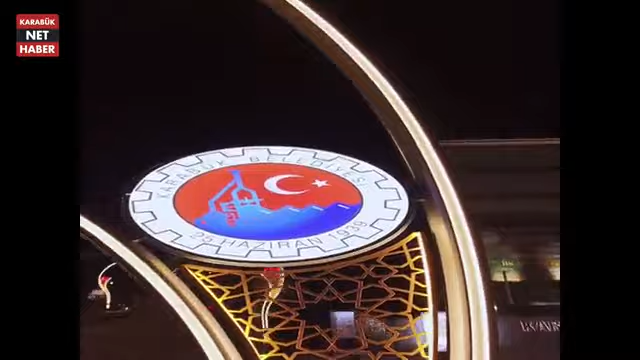 KARABÜK
NET
HABER
KARABÜK BELEDİYESİ
25 HAZİRAN 1939